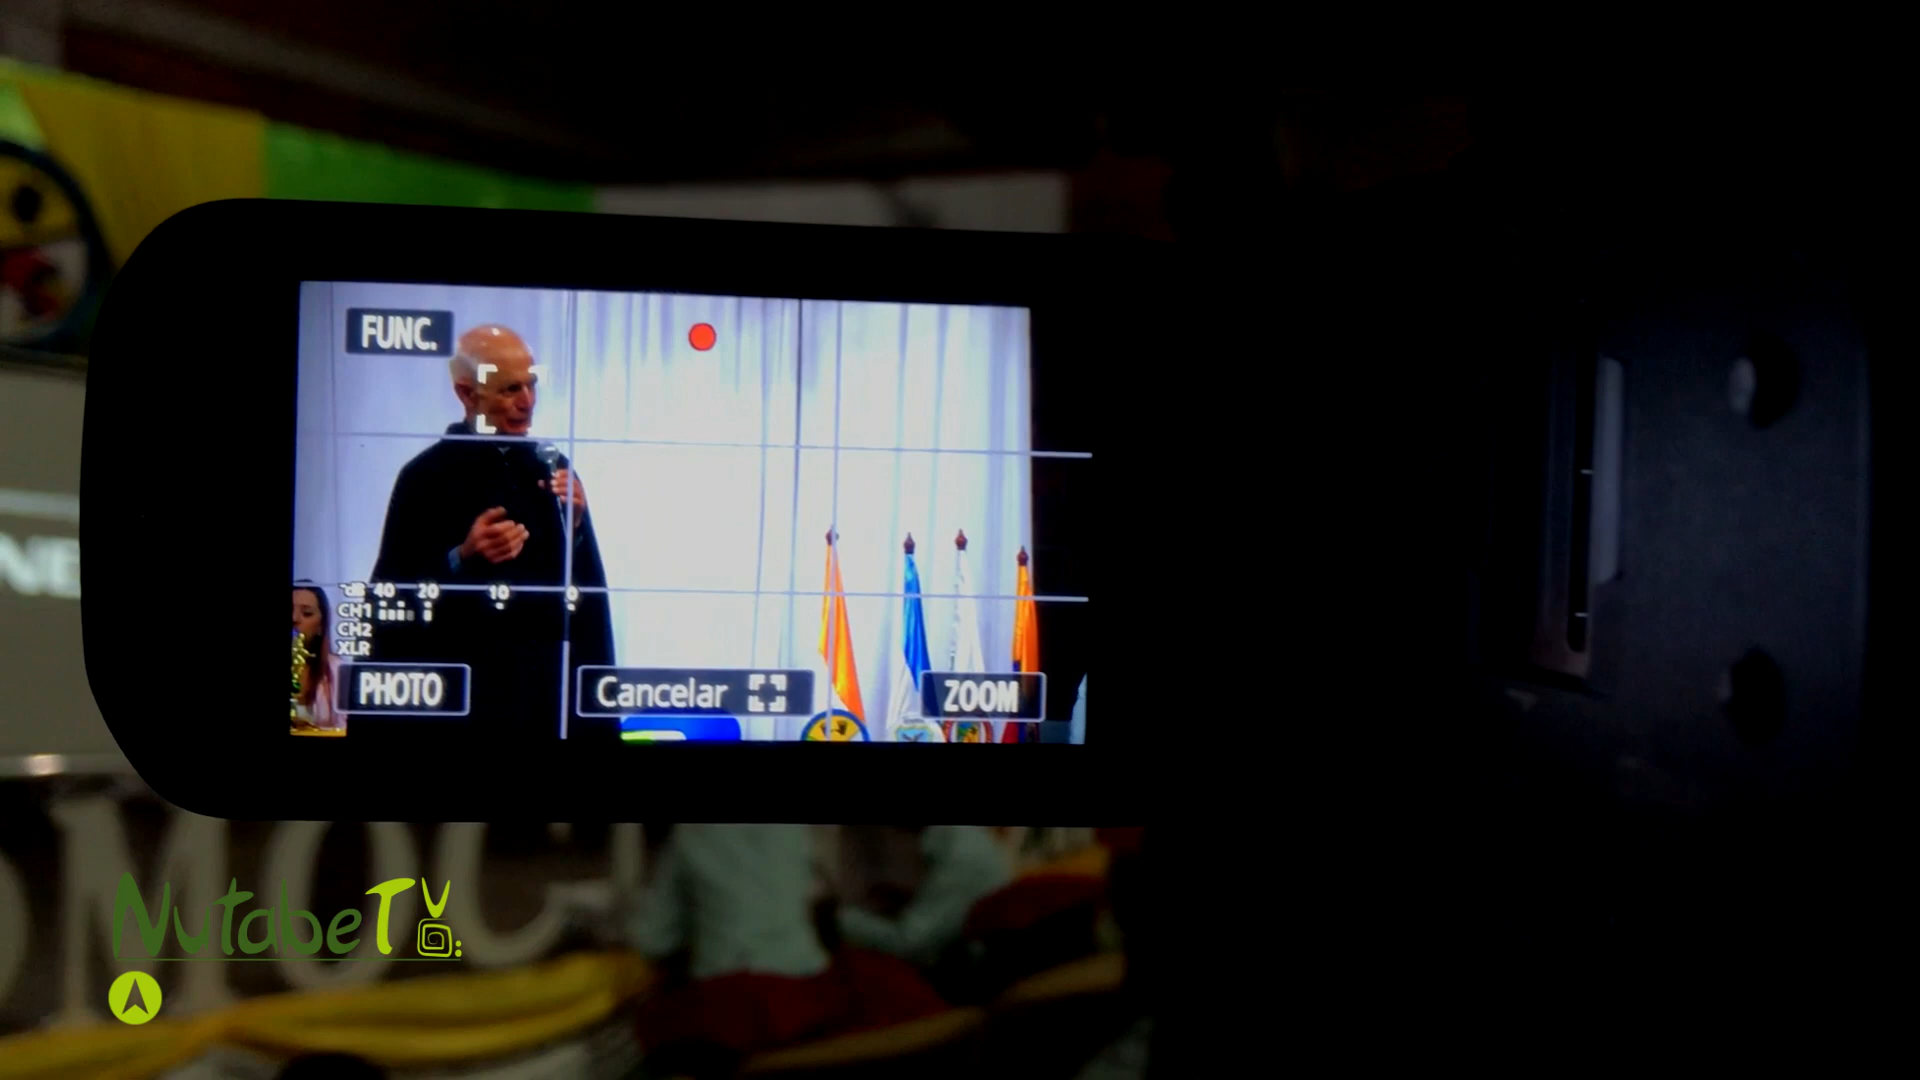 FUNC.
dB 40 20 10 0
CH1
CH2
XLR
PHOTO
Cancelar
ZOOM
NutabeTV